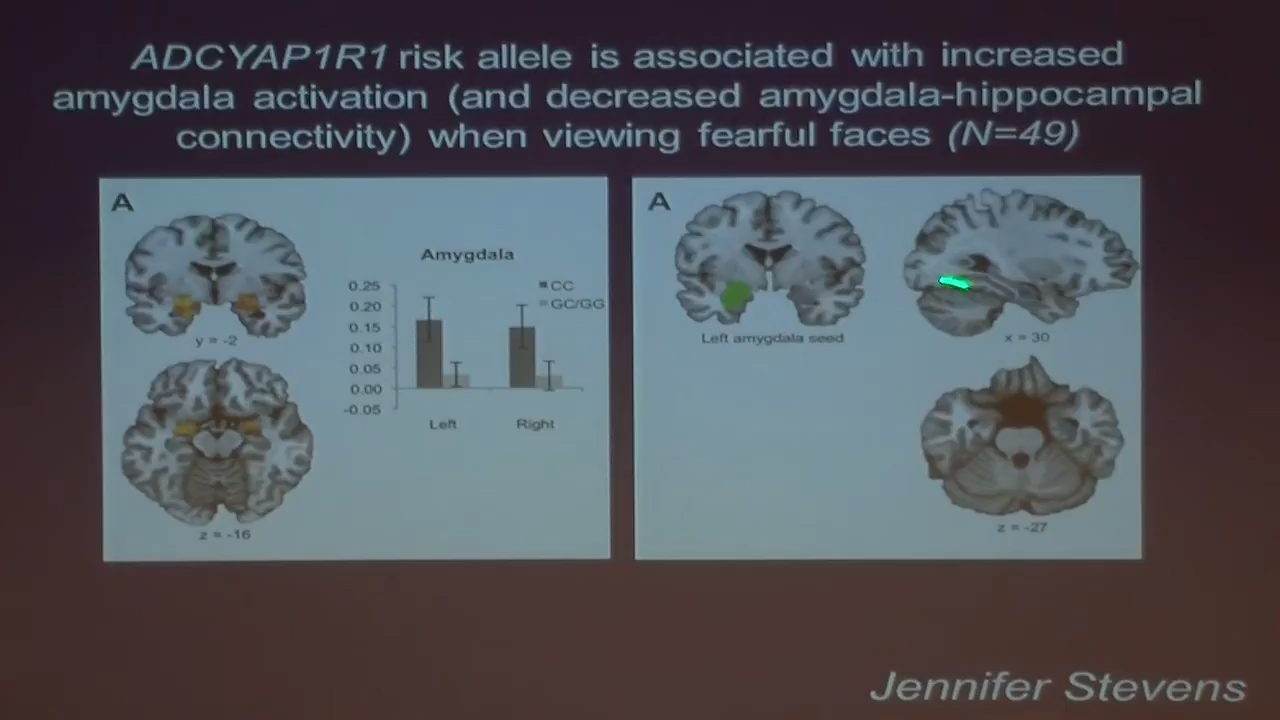 ADCYAP1R1 risk allele is associated with increased
amygdala activation (and decreased amygdala-hippocampal
connectivity) when viewing fearful faces (N=49)
A
y = -2
z = -16
Amygdala
CC
GC/GG
0.25
0.20
0.15
0.10
0.05
0.00
-0.05
Left Right
A
Left amygdala seed
x = 30
z = -27
Jennifer Stevens